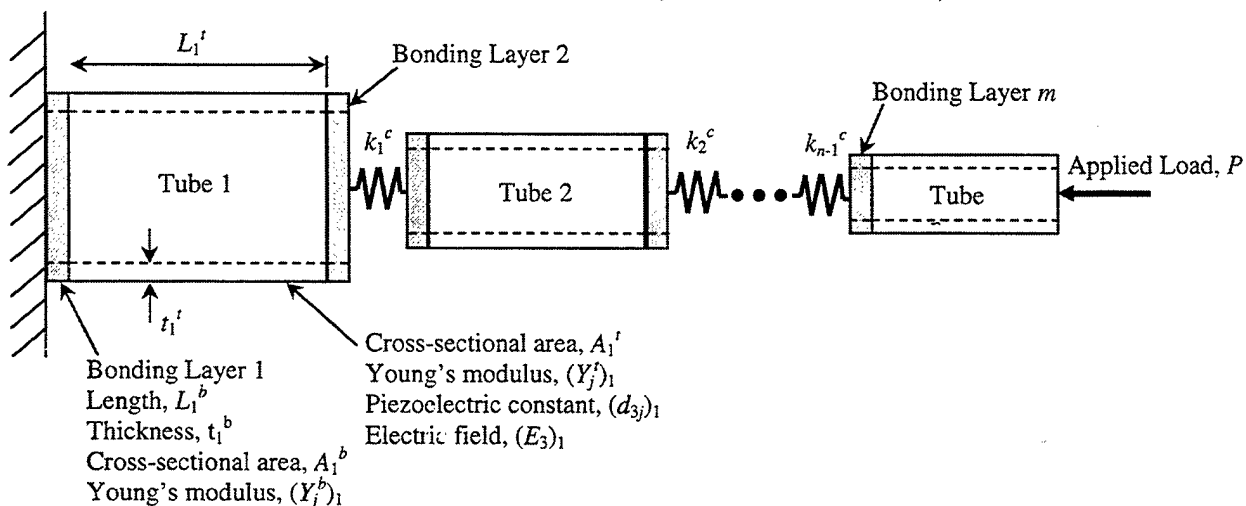 L₁ᵗ
Bonding Layer 2
Bonding Layer m
k₁ᶜ
k₂ᶜ
kₙ₋₁ᶜ
Applied Load, P
Tube 1
Tube 2
Tube
t₁ᵗ
Bonding Layer 1
Length, L₁ᵇ
Thickness, t₁ᵇ
Cross-sectional area, A₁ᵇ
Young's modulus, (Yⱼᵇ)₁
Cross-sectional area, A₁ᵗ
Young's modulus, (Yⱼᵗ)₁
Piezoelectric constant, (d₃ⱼ)₁
Electric field, (E₃)₁